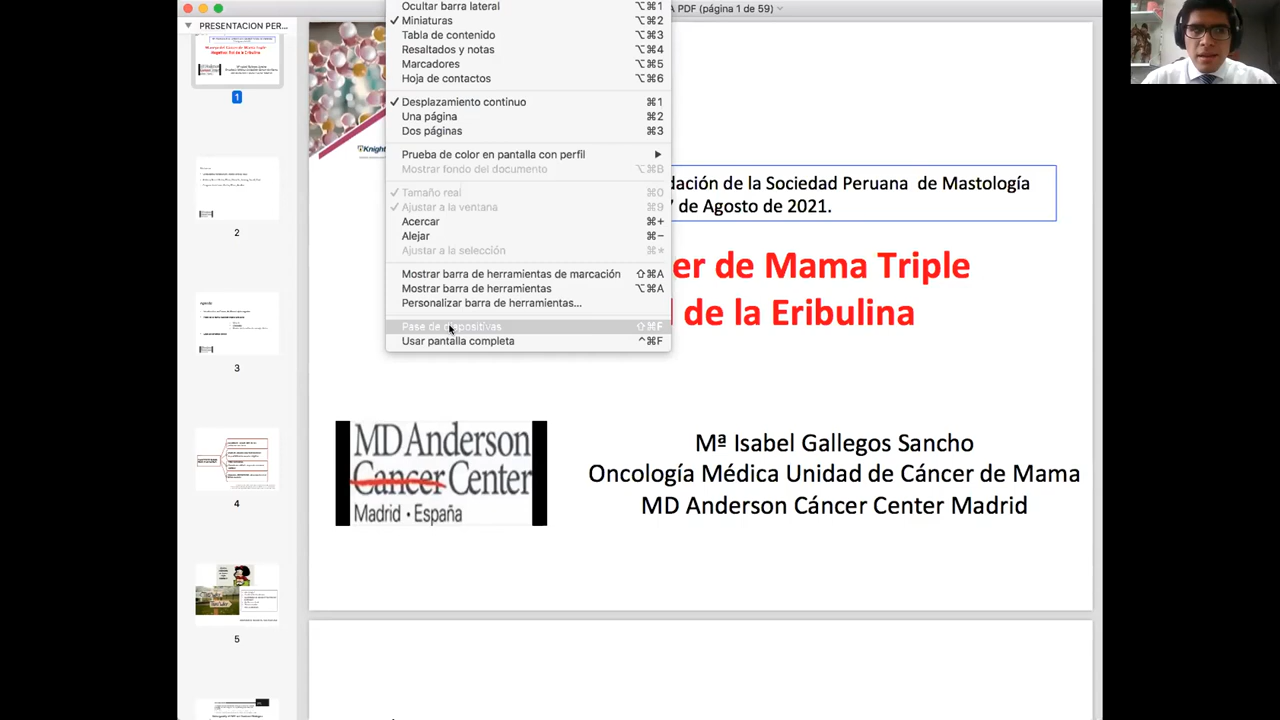 PRESENTACION PER...
A PDF (página 1 de 59)
1
2
3
4
5
Ocultar barra lateral ⌥⌘1
✓ Miniaturas ⌥⌘2
Tabla de contenido ⌥⌘3
Resaltados y notas ⌥⌘4
Marcadores ⌥⌘5
Hoja de contactos ⌥⌘6
✓ Desplazamiento continuo ⌘1
Una página ⌘2
Dos páginas ⌘3
Prueba de color en pantalla con perfil
Mostrar fondo del documento ⌥⌘B
✓ Tamaño real ⌘0
✓ Ajustar a la ventana ⌘9
Acercar ⌘+
Alejar ⌘−
Ajustar a la selección ⌘*
Mostrar barra de herramientas de marcación ⇧⌘A
Mostrar barra de herramientas ⌥⌘A
Personalizar barra de herramientas...
Pase de diapositivas ⇧⌘F
Usar pantalla completa ^⌘F
Knight
dación de la Sociedad Peruana de Mastología
de Agosto de 2021.
er de Mama Triple
l de la Eribulina
MD Anderson
Cancer Center
Madrid • España
Mª Isabel Gallegos Sancho
Oncología Médica Unidad de Cáncer de Mama
MD Anderson Cáncer Center Madrid